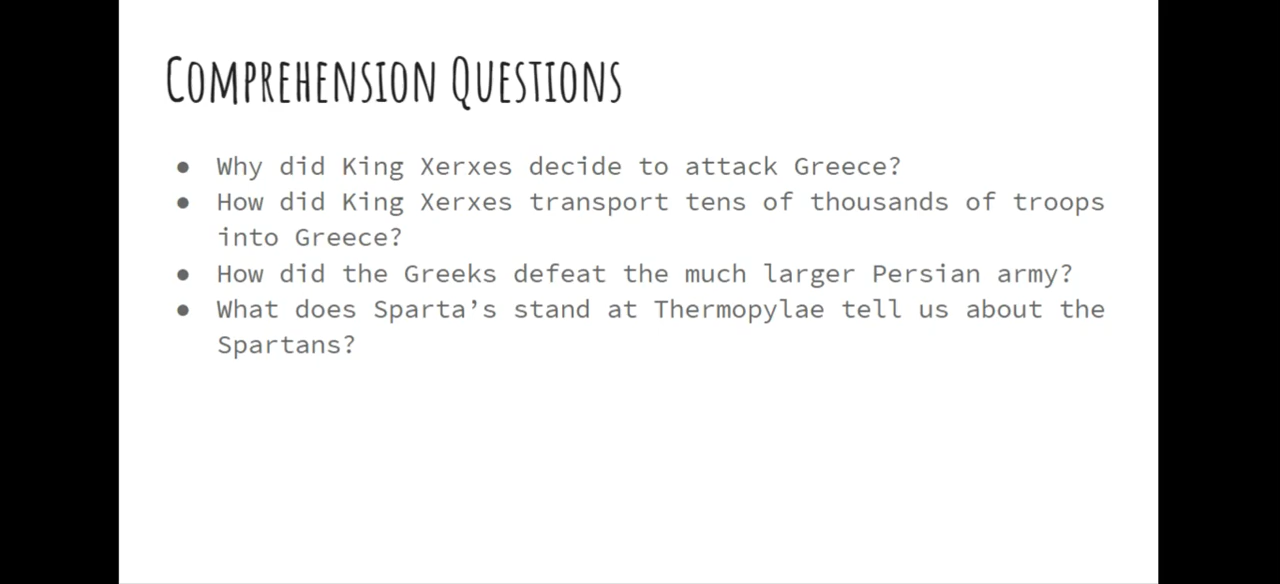 Comprehension Questions
● Why did King Xerxes decide to attack Greece?
● How did King Xerxes transport tens of thousands of troops
into Greece?
● How did the Greeks defeat the much larger Persian army?
● What does Sparta’s stand at Thermopylae tell us about the
Spartans?